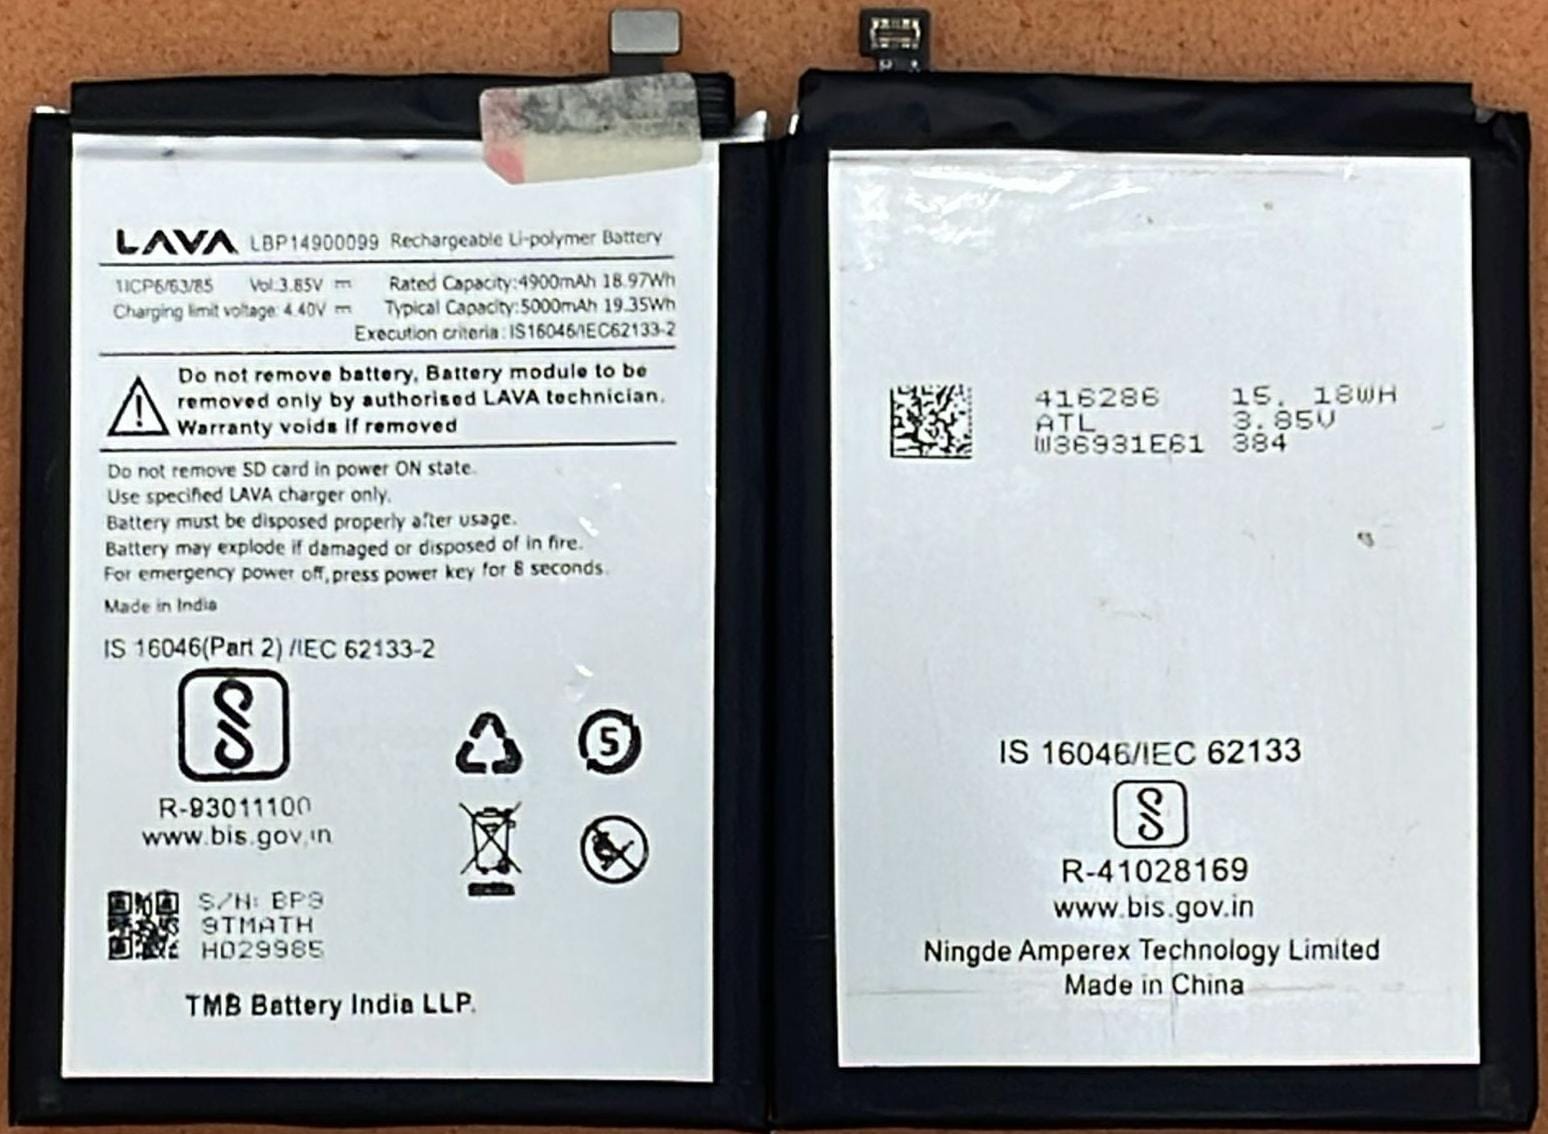 LAVA LBP14900099 Rechargeable Li-polymer Battery
1ICP6/63/85 Vol:3.85V Rated Capacity:4900mAh 18.97Wh
Charging limit voltage: 4.40V Typical Capacity:5000mAh 19.35Wh
Execution criteria: IS16046/IEC62133-2
Do not remove battery, Battery module to be
removed only by authorised LAVA technician.
Warranty voids if removed
Do not remove SD card in power ON state.
Use specified LAVA charger only.
Battery must be disposed properly after usage.
Battery may explode if damaged or disposed of in fire.
For emergency power off, press power key for 8 seconds.
Made in India
IS 16046(Part 2) /IEC 62133-2
R-93011100
www.bis.gov.in
5
S/N: BP9
9TMATH
H029985
TMB Battery India LLP.
416286 15. 18WH
ATL 3.85V
W36931E61 384
IS 16046/IEC 62133
R-41028169
www.bis.gov.in
Ningde Amperex Technology Limited
Made in China